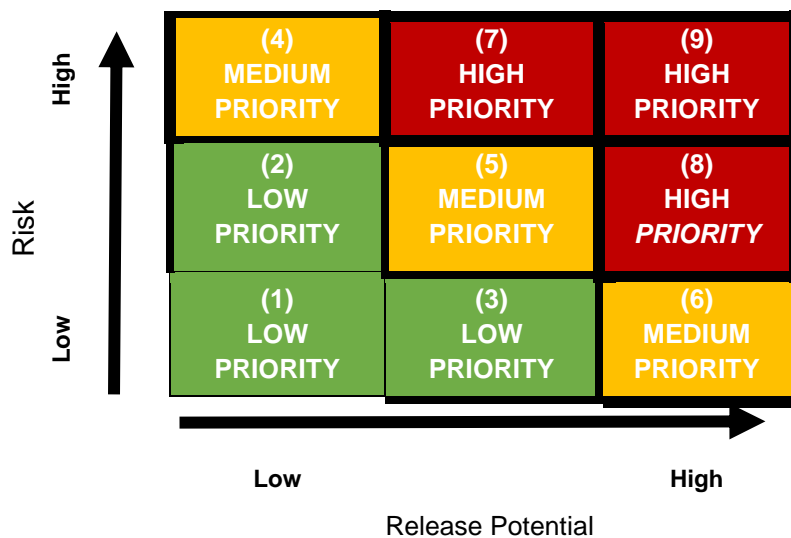 High
(4)
MEDIUM
PRIORITY
(7)
HIGH
PRIORITY
(9)
HIGH
PRIORITY
Risk
(2)
LOW
PRIORITY
(5)
MEDIUM
PRIORITY
(8)
HIGH
PRIORITY
Low
(1)
LOW
PRIORITY
(3)
LOW
PRIORITY
(6)
MEDIUM
PRIORITY
Low
High
Release Potential